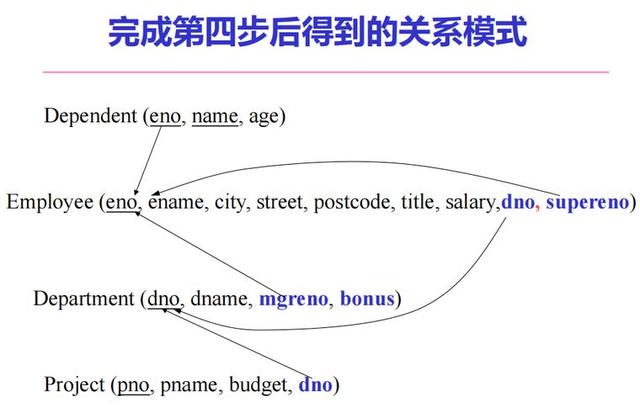 完成第四步后得到的关系模式
Dependent (eno, name, age)
Employee (eno, ename, city, street, postcode, title, salary,dno, supereno)
Department (dno, dname, mgreno, bonus)
Project (pno, pname, budget, dno)